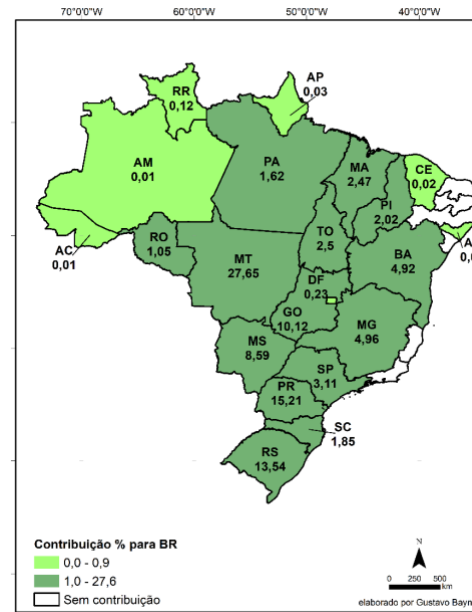 70°0'0"W 60°0'0"W 50°0'0"W 40°0'0"W
RR
0,12
AP
0,03
AM
0,01
PA
1,62
MA
2,47
CE
0,02
PI
2,02
AC
0,01
RO
1,05
TO
2,5
BA
4,92
MT
27,65
DF
0,23
GO
10,12
MG
4,96
MS
8,59
SP
3,11
PR
15,21
SC
1,85
RS
13,54
Contribuição % para BR
0,0 - 0,9
1,0 - 27,6
Sem contribuição
N
0 250 500
km
elaborado por Gustavo